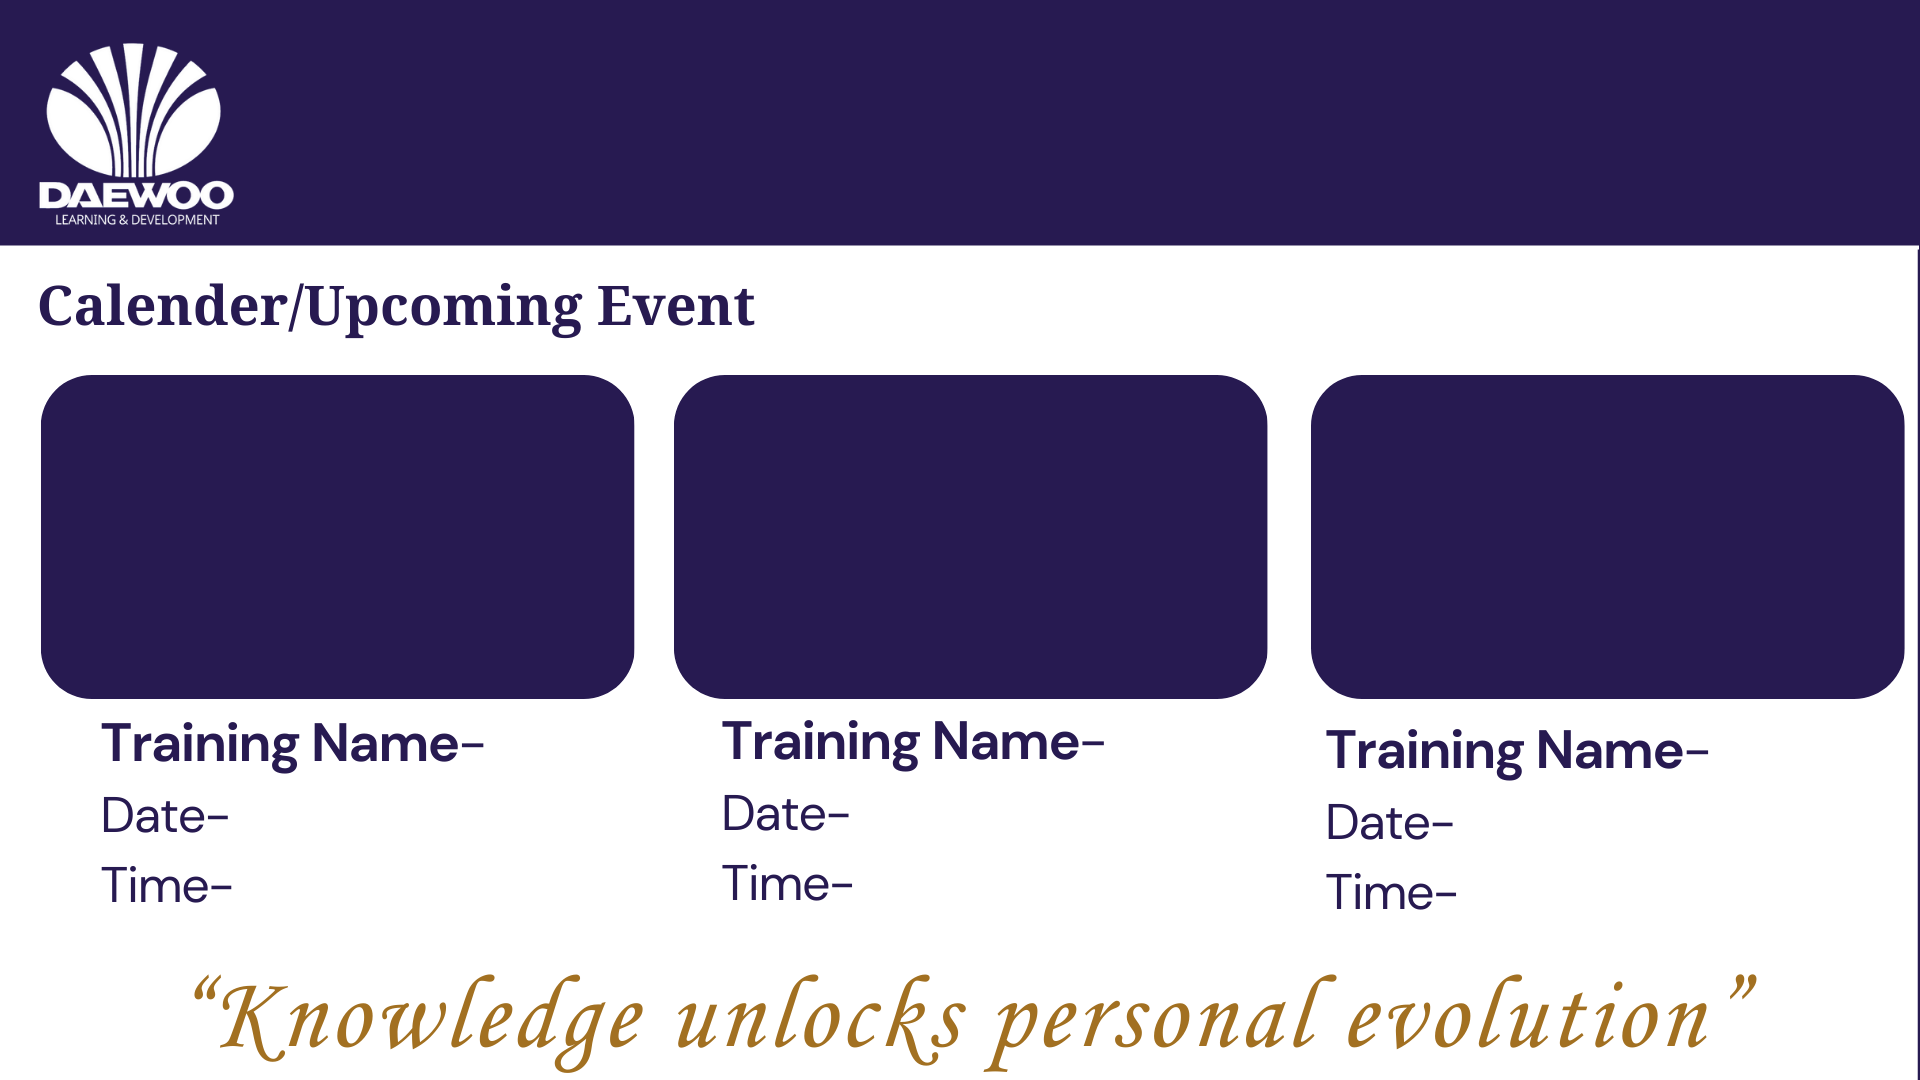 DAEWOO
LEARNING & DEVELOPMENT
Calender/Upcoming Event
Training Name-
Date-
Time-
Training Name-
Date-
Time-
Training Name-
Date-
Time-
“Knowledge unlocks personal evolution”